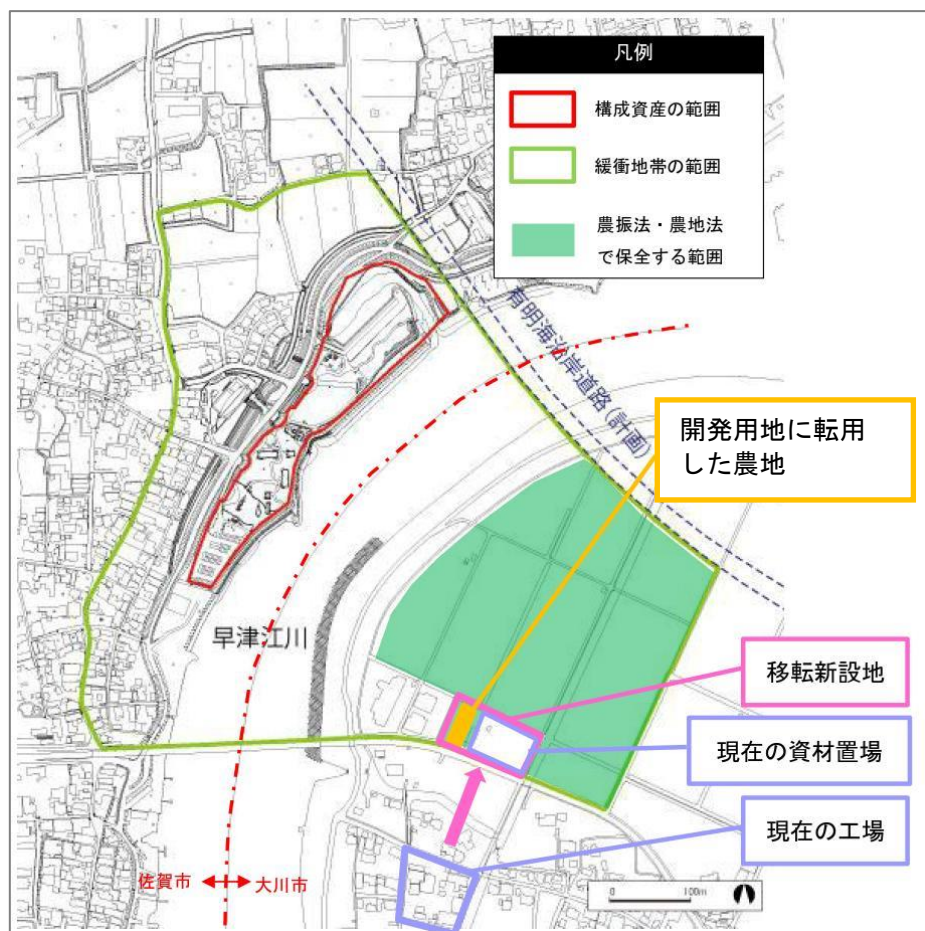 凡例
構成資産の範囲
緩衝地帯の範囲
農振法・農地法
で保全する範囲
有明海沿岸道路(計画)
開発用地に転用
した農地
早津江川
移転新設地
現在の資材置場
現在の工場
佐賀市
大川市
0 100m